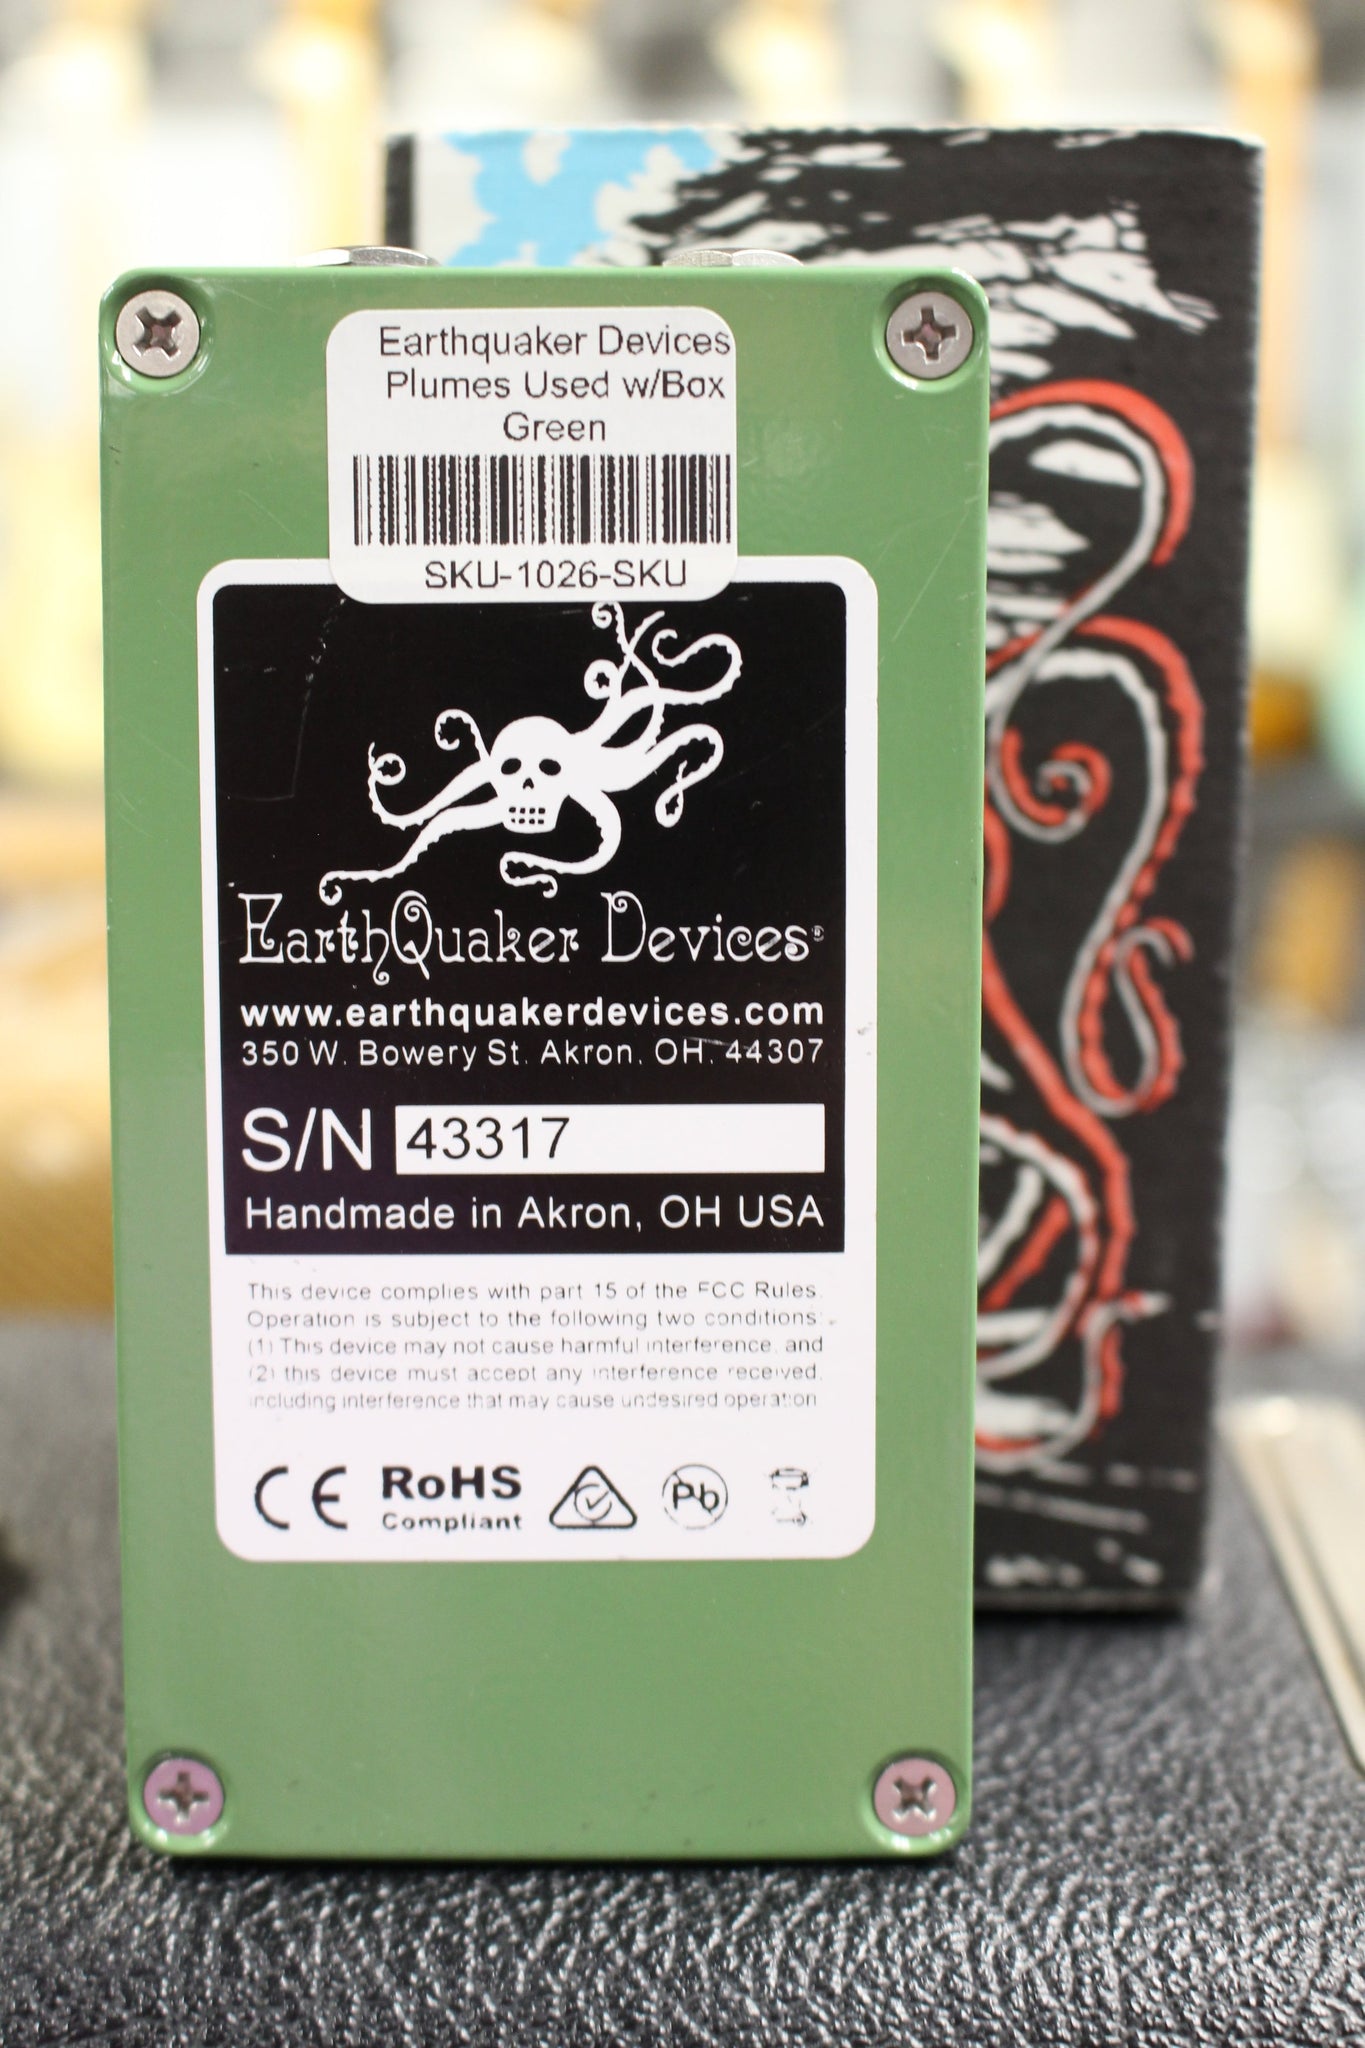 Earthquaker Devices
Plumes Used w/Box
Green
SKU-1026-SKU
EarthQuaker Devices®
www.earthquakerdevices.com
350 W. Bowery St. Akron, OH. 44307
S/N 43317
Handmade in Akron, OH USA
This device complies with part 15 of the FCC Rules.
Operation is subject to the following two conditions:
(1) This device may not cause harmful interference, and
(2) this device must accept any interference received,
including interference that may cause undesired operation
CE RoHS Pb
Compliant